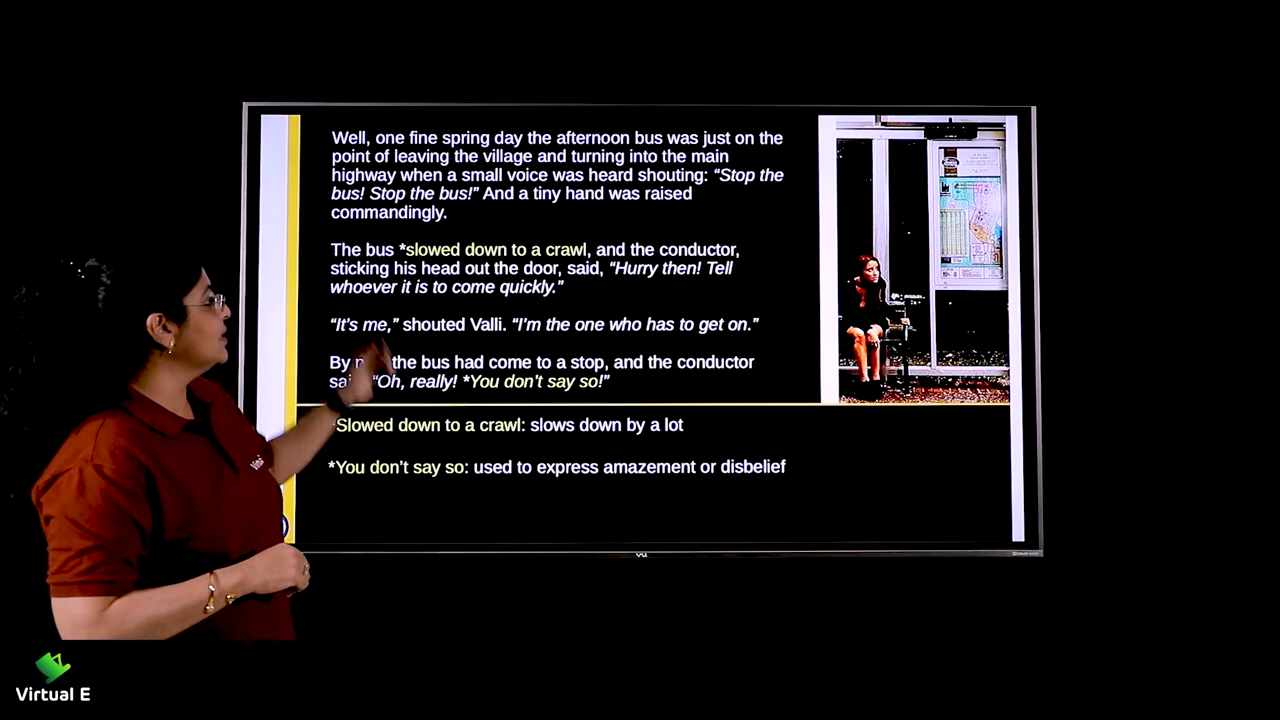 Well, one fine spring day the afternoon bus was just on the
point of leaving the village and turning into the main
highway when a small voice was heard shouting: “Stop the
bus! Stop the bus!” And a tiny hand was raised
commandingly.
The bus *slowed down to a crawl, and the conductor,
sticking his head out the door, said, “Hurry then! Tell
whoever it is to come quickly.”
“It’s me,” shouted Valli. “I’m the one who has to get on.”
By the bus had come to a stop, and the conductor
“Oh, really! *You don’t say so!”
Slowed down to a crawl: slows down by a lot
*You don’t say so: used to express amazement or disbelief
Virtual E